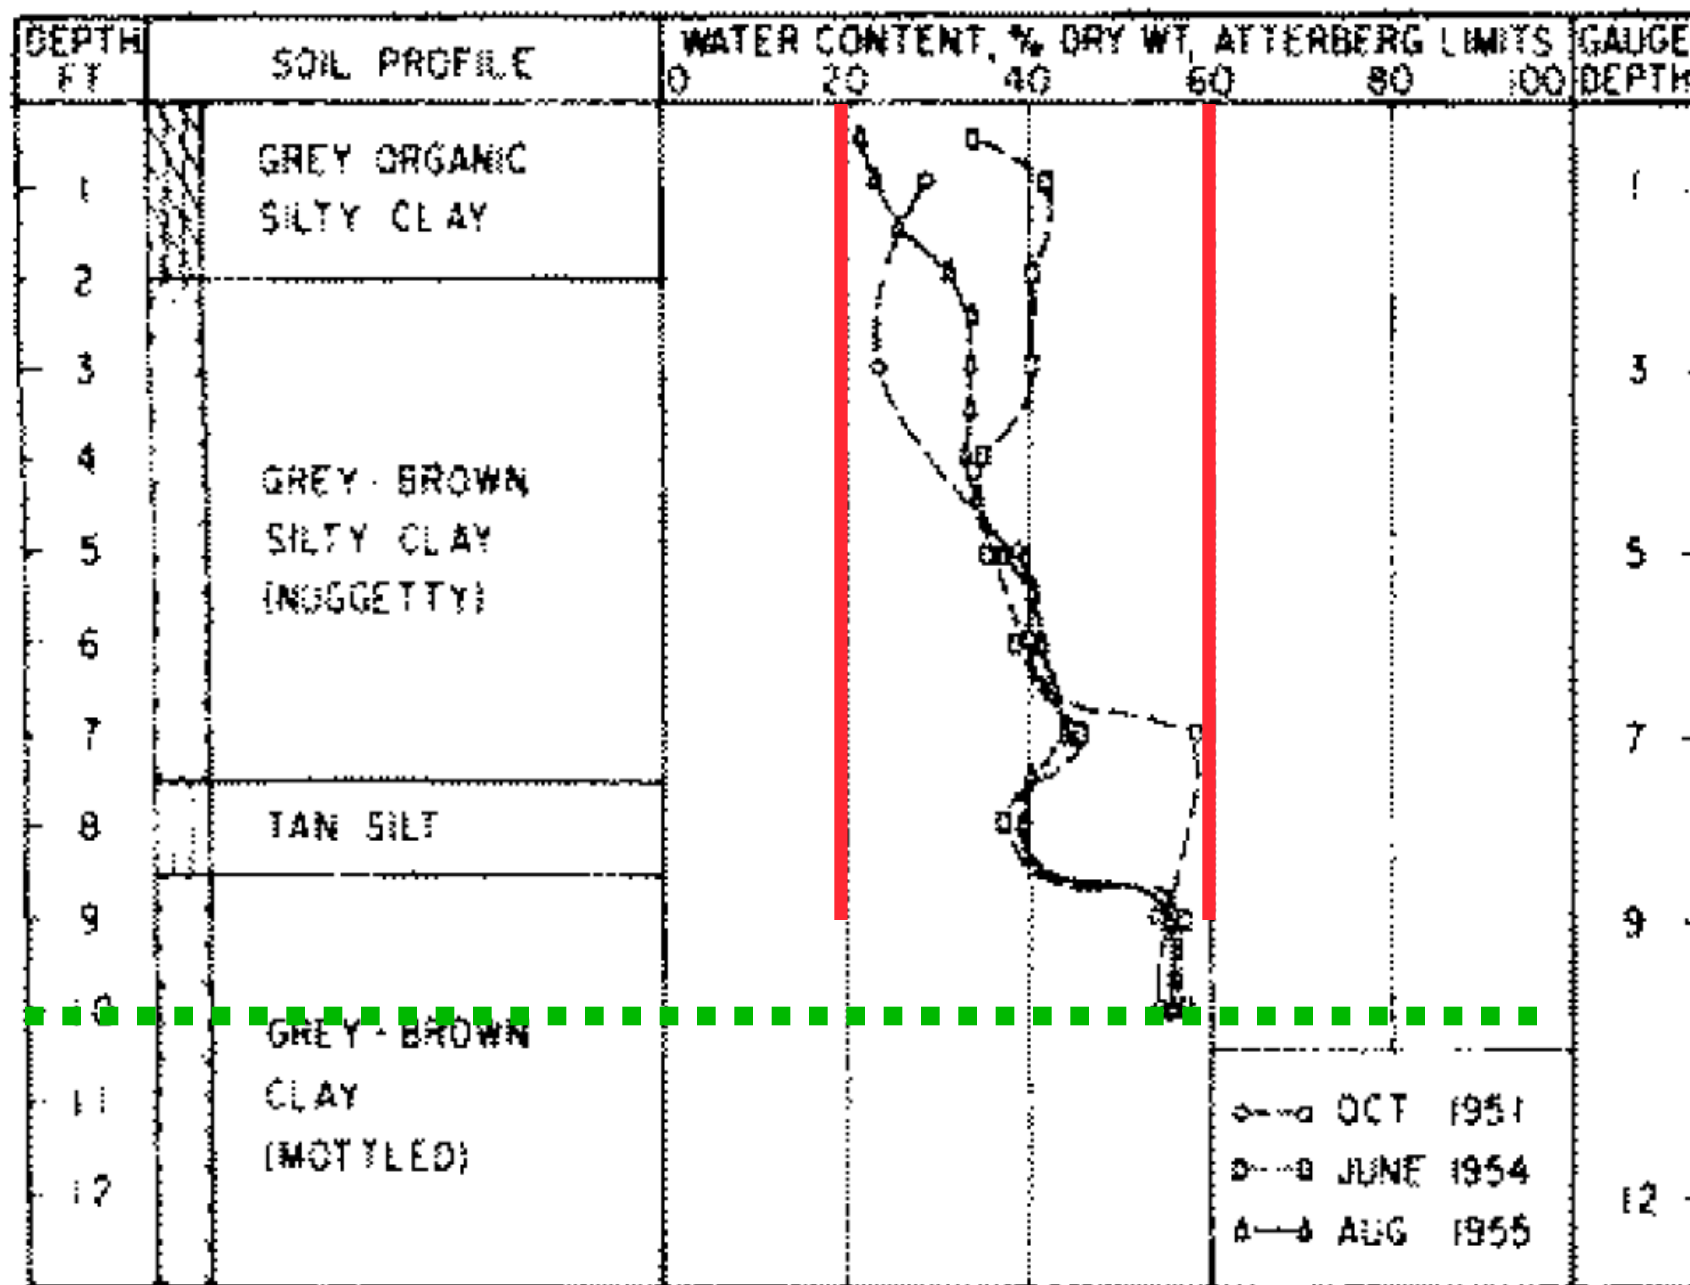 DEPTH FT
SOIL PROFILE
WATER CONTENT, % DRY WT, ATTERBERG LIMITS
0 20 40 60 80 100
GAUGE DEPTH
GREY ORGANIC
SILTY CLAY
1
2
3
4
5
6
7
8
9
10
11
12
GREY-BROWN
SILTY CLAY
(NUGGETTY)
TAN SILT
GREY-BROWN
CLAY
(MOTTLED)
1
3
5
7
9
12
OCT 1951
JUNE 1954
AUG 1955